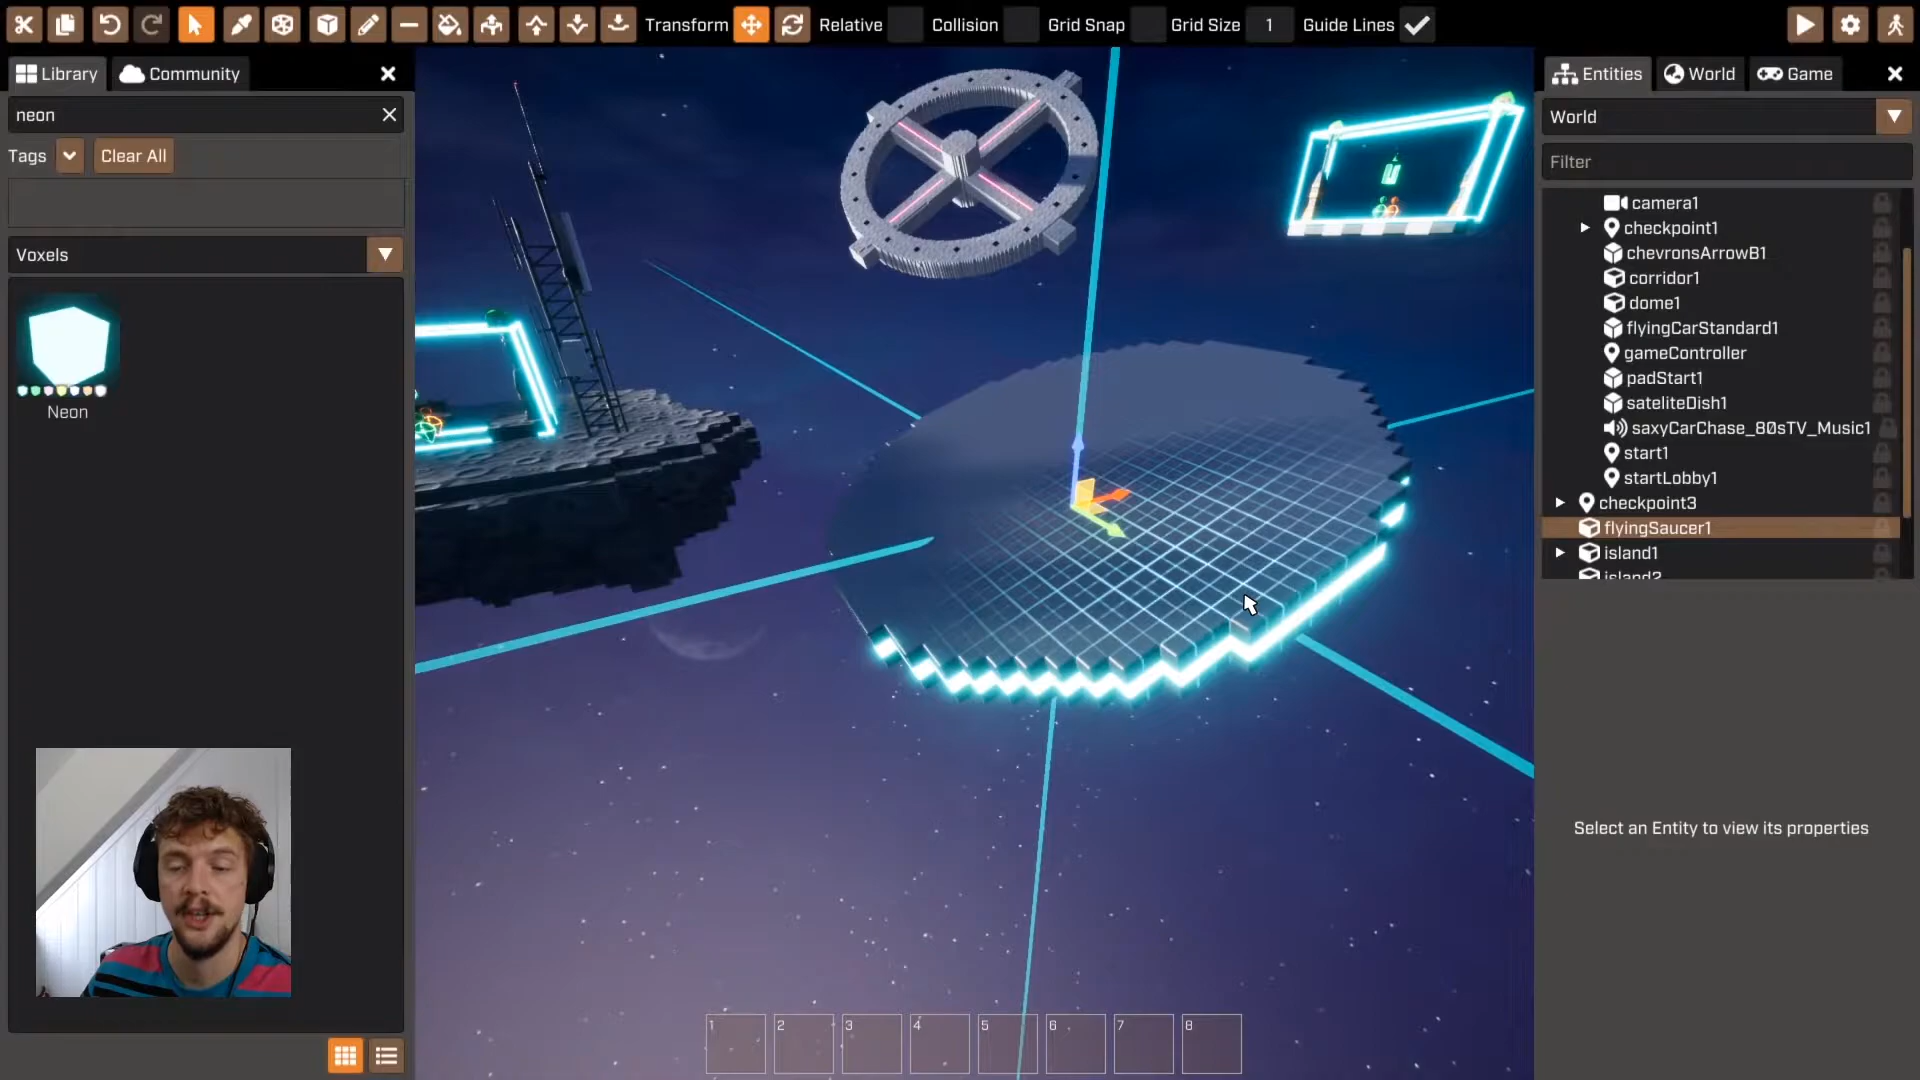 Transform Relative Collision Grid Snap Grid Size 1 Guide Lines
Library Community
neon
Tags Clear All
Voxels
Neon
1 2 3 4 5 6 7 8
Entities World Game
World
Filter
camera1
checkpoint1
chevronsArrowB1
corridor1
dome1
flyingCarStandard1
gameController
padStart1
sateliteDish1
saxyCarChase_80sTV_Music1
start1
startLobby1
checkpoint3
flyingSaucer1
island1
island2
Select an Entity to view its properties